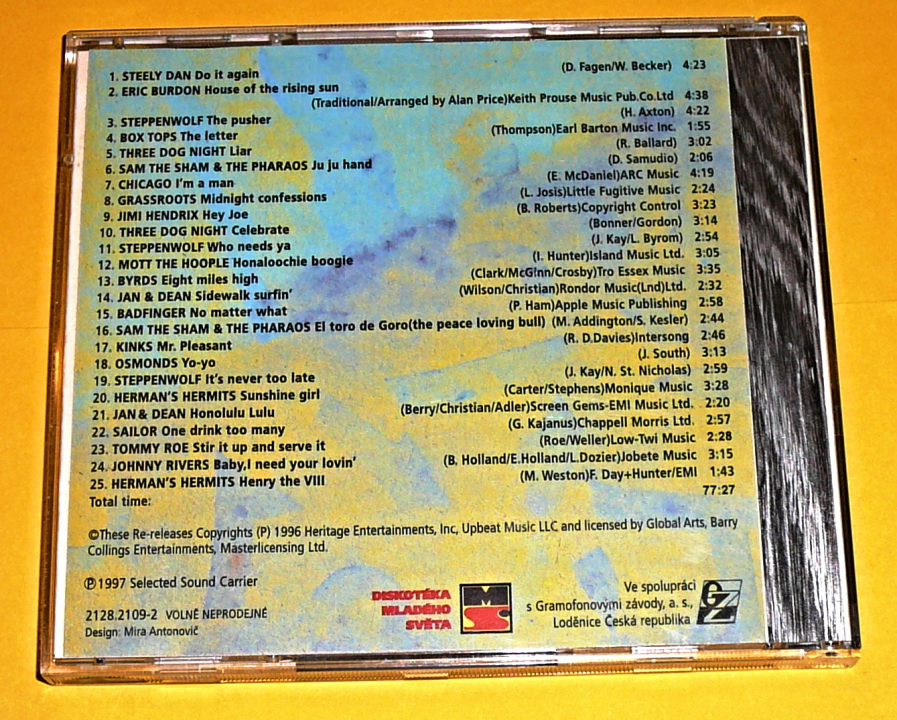 1. STEELY DAN Do it again (D. Fagen/W. Becker) 4:23
2. ERIC BURDON House of the rising sun
(Traditional/Arranged by Alan Price)Keith Prouse Music Pub.Co.Ltd 4:38
3. STEPPENWOLF The pusher (H. Axton) 4:22
4. BOX TOPS The letter (Thompson)Earl Barton Music Inc. 1:55
5. THREE DOG NIGHT Liar (R. Ballard) 3:02
6. SAM THE SHAM & THE PHARAOS Ju ju hand (D. Samudio) 2:06
7. CHICAGO I'm a man (E. McDaniel)ARC Music 4:19
8. GRASSROOTS Midnight confessions (L. Josis)Little Fugitive Music 2:24
9. JIMI HENDRIX Hey Joe (B. Roberts)Copyright Control 3:23
10. THREE DOG NIGHT Celebrate (Bonner/Gordon) 3:14
11. STEPPENWOLF Who needs ya (J. Kay/L. Byrom) 2:54
12. MOTT THE HOOPLE Honaloochie boogie (I. Hunter)Island Music Ltd. 3:05
13. BYRDS Eight miles high (Clark/McGinn/Crosby)Tro Essex Music 3:35
14. JAN & DEAN Sidewalk surfin' (Wilson/Christian)Rondor Music(Lnd)Ltd. 2:32
15. BADFINGER No matter what (P. Ham)Apple Music Publishing 2:58
16. SAM THE SHAM & THE PHARAOS El toro de Goro(the peace loving bull) (M. Addington/S. Kesler) 2:44
17. KINKS Mr. Pleasant (R. D.Davies)Intersong 2:46
18. OSMONDS Yo-yo (J. South) 3:13
19. STEPPENWOLF It's never too late (J. Kay/N. St. Nicholas) 2:59
20. HERMAN'S HERMITS Sunshine girl (Carter/Stephens)Monique Music 3:28
21. JAN & DEAN Honolulu Lulu (Berry/Christian/Adler)Screen Gems-EMI Music Ltd. 2:20
22. SAILOR One drink too many (G. Kajanus)Chappell Morris Ltd. 2:57
23. TOMMY ROE Stir it up and serve it (Roe/Weller)Low-Twi Music 2:28
24. JOHNNY RIVERS Baby,I need your lovin' (B. Holland/E.Holland/L.Dozier)Jobete Music 3:15
25. HERMAN'S HERMITS Henry the VIII (M. Weston)F. Day+Hunter/EMI 1:43
Total time: 77:27
©These Re-releases Copyrights (P) 1996 Heritage Entertainments, Inc, Upbeat Music LLC and licensed by Global Arts, Barry
Collings Entertainments, Masterlicensing Ltd.
℗1997 Selected Sound Carrier
2128.2109-2 VOLNĚ NEPRODEJNÉ
Design: Mira Antonovič
DISKOTÉKA
MLADÉHO
SVĚTA
MS
S
Ve spolupráci
s Gramofonovými závody, a. s.,
Loděnice Česká republika
GZ